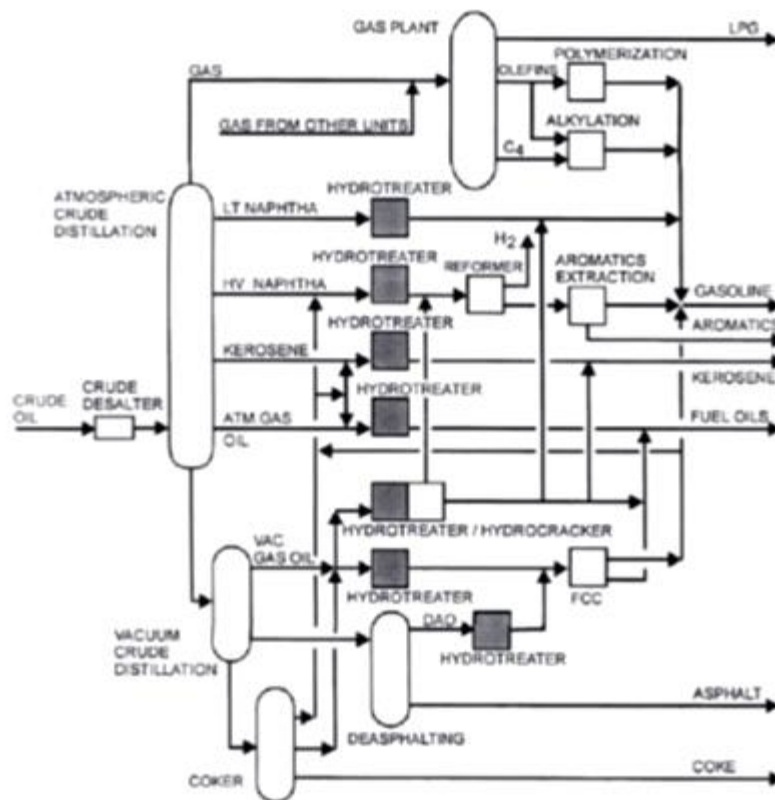 GAS PLANT
LPG
GAS
OLEFINS
POLYMERIZATION
GAS FROM OTHER UNITS
ALKYLATION
C4
ATMOSPHERIC
CRUDE
DISTILLATION
HYDROTREATER
LT NAPHTHA
H2
HYDROTREATER
REFORMER
AROMATICS
EXTRACTION
HV NAPHTHA
GASOLINE
HYDROTREATER
AROMATICS
KEROSENE
KEROSENE
CRUDE
DESALTER
HYDROTREATER
CRUDE
OIL
ATM.GAS
OIL
FUEL OILS
HYDROTREATER / HYDROCRACKER
VAC
GAS OIL
HYDROTREATER
FCC
DAO
VACUUM
CRUDE
DISTILLATION
HYDROTREATER
ASPHALT
DEASPHALTING
COKER
COKE